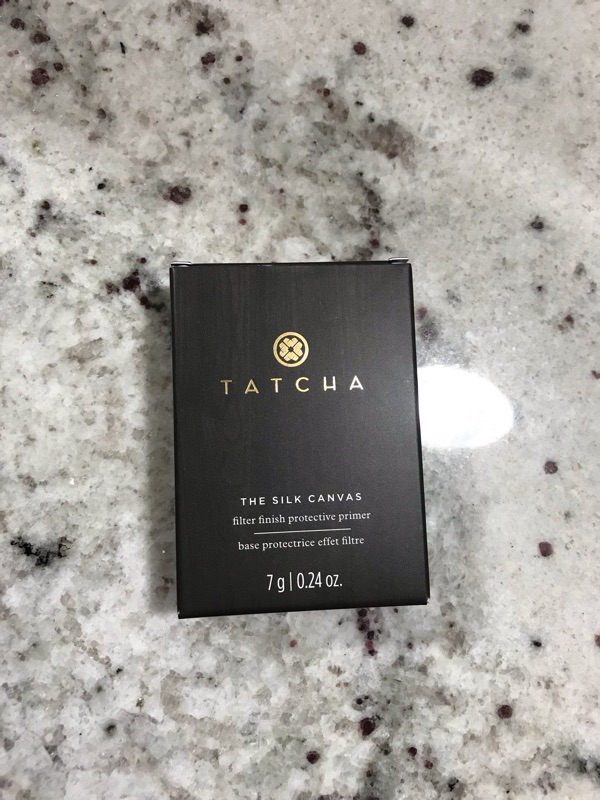 TATCHA
THE SILK CANVAS
filter finish protective primer
base protectrice effet filtre
7 g | 0.24 oz.